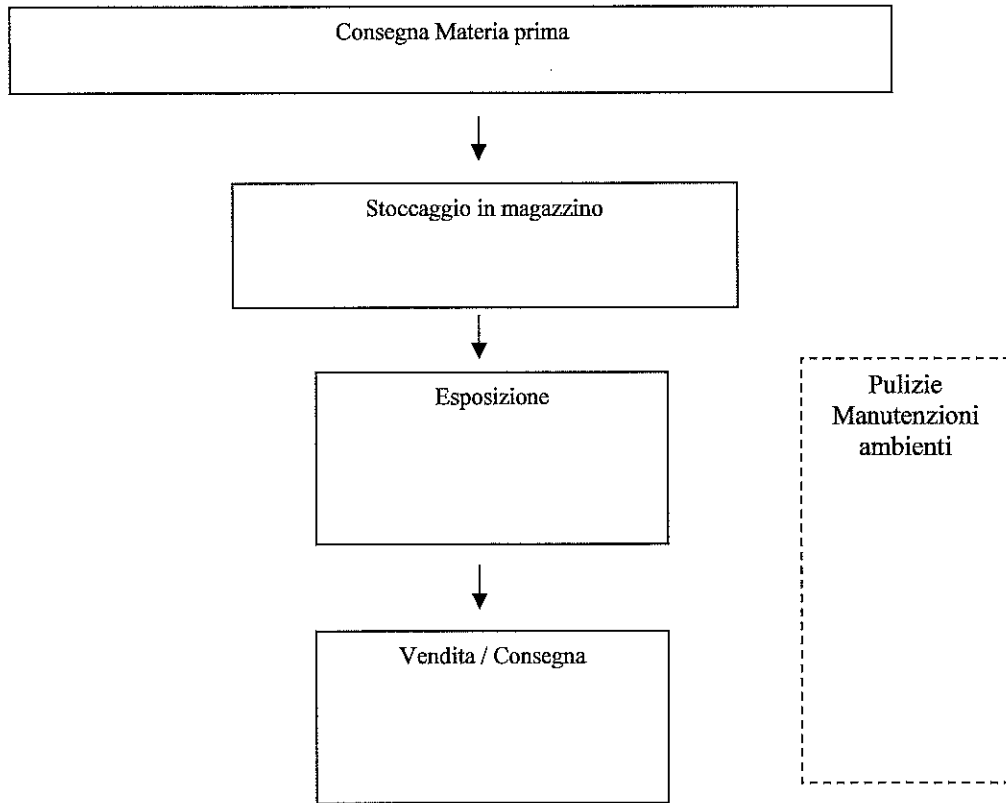 Consegna Materia prima
Stoccaggio in magazzino
Esposizione
Pulizie
Manutenzioni
ambienti
Vendita / Consegna